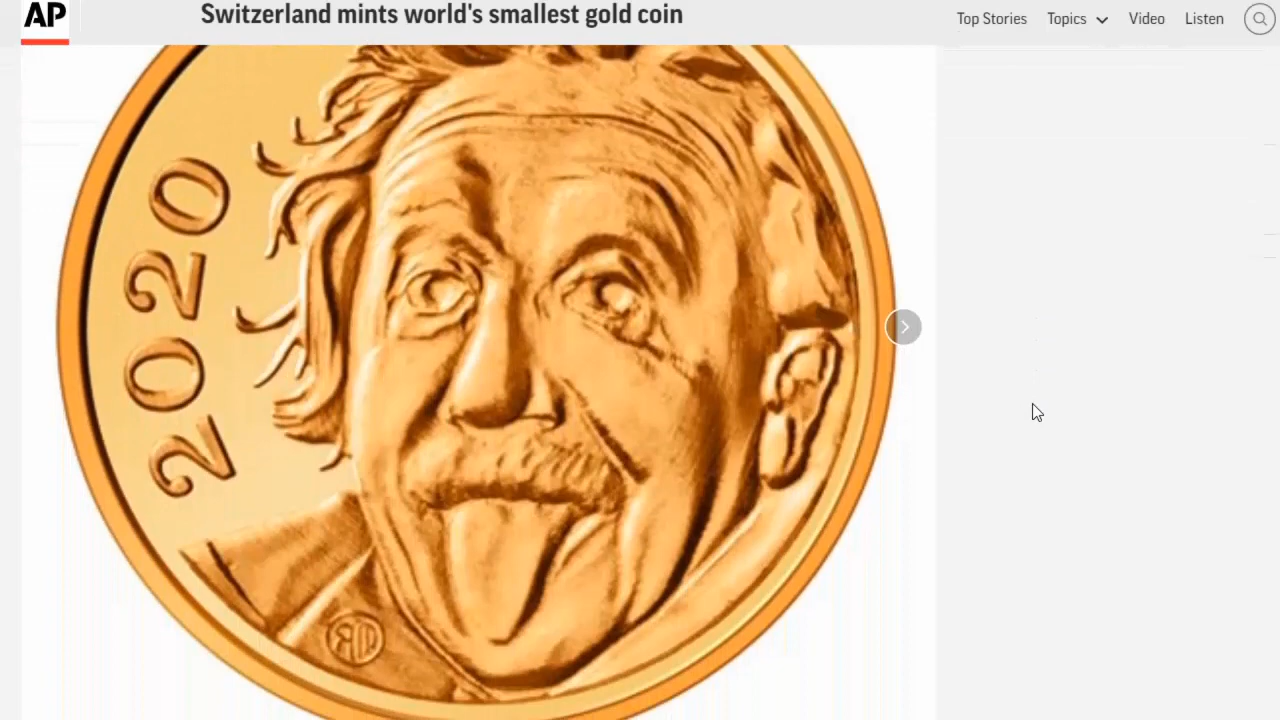 AP
Switzerland mints world's smallest gold coin
Top Stories
Topics
Video
Listen
2020